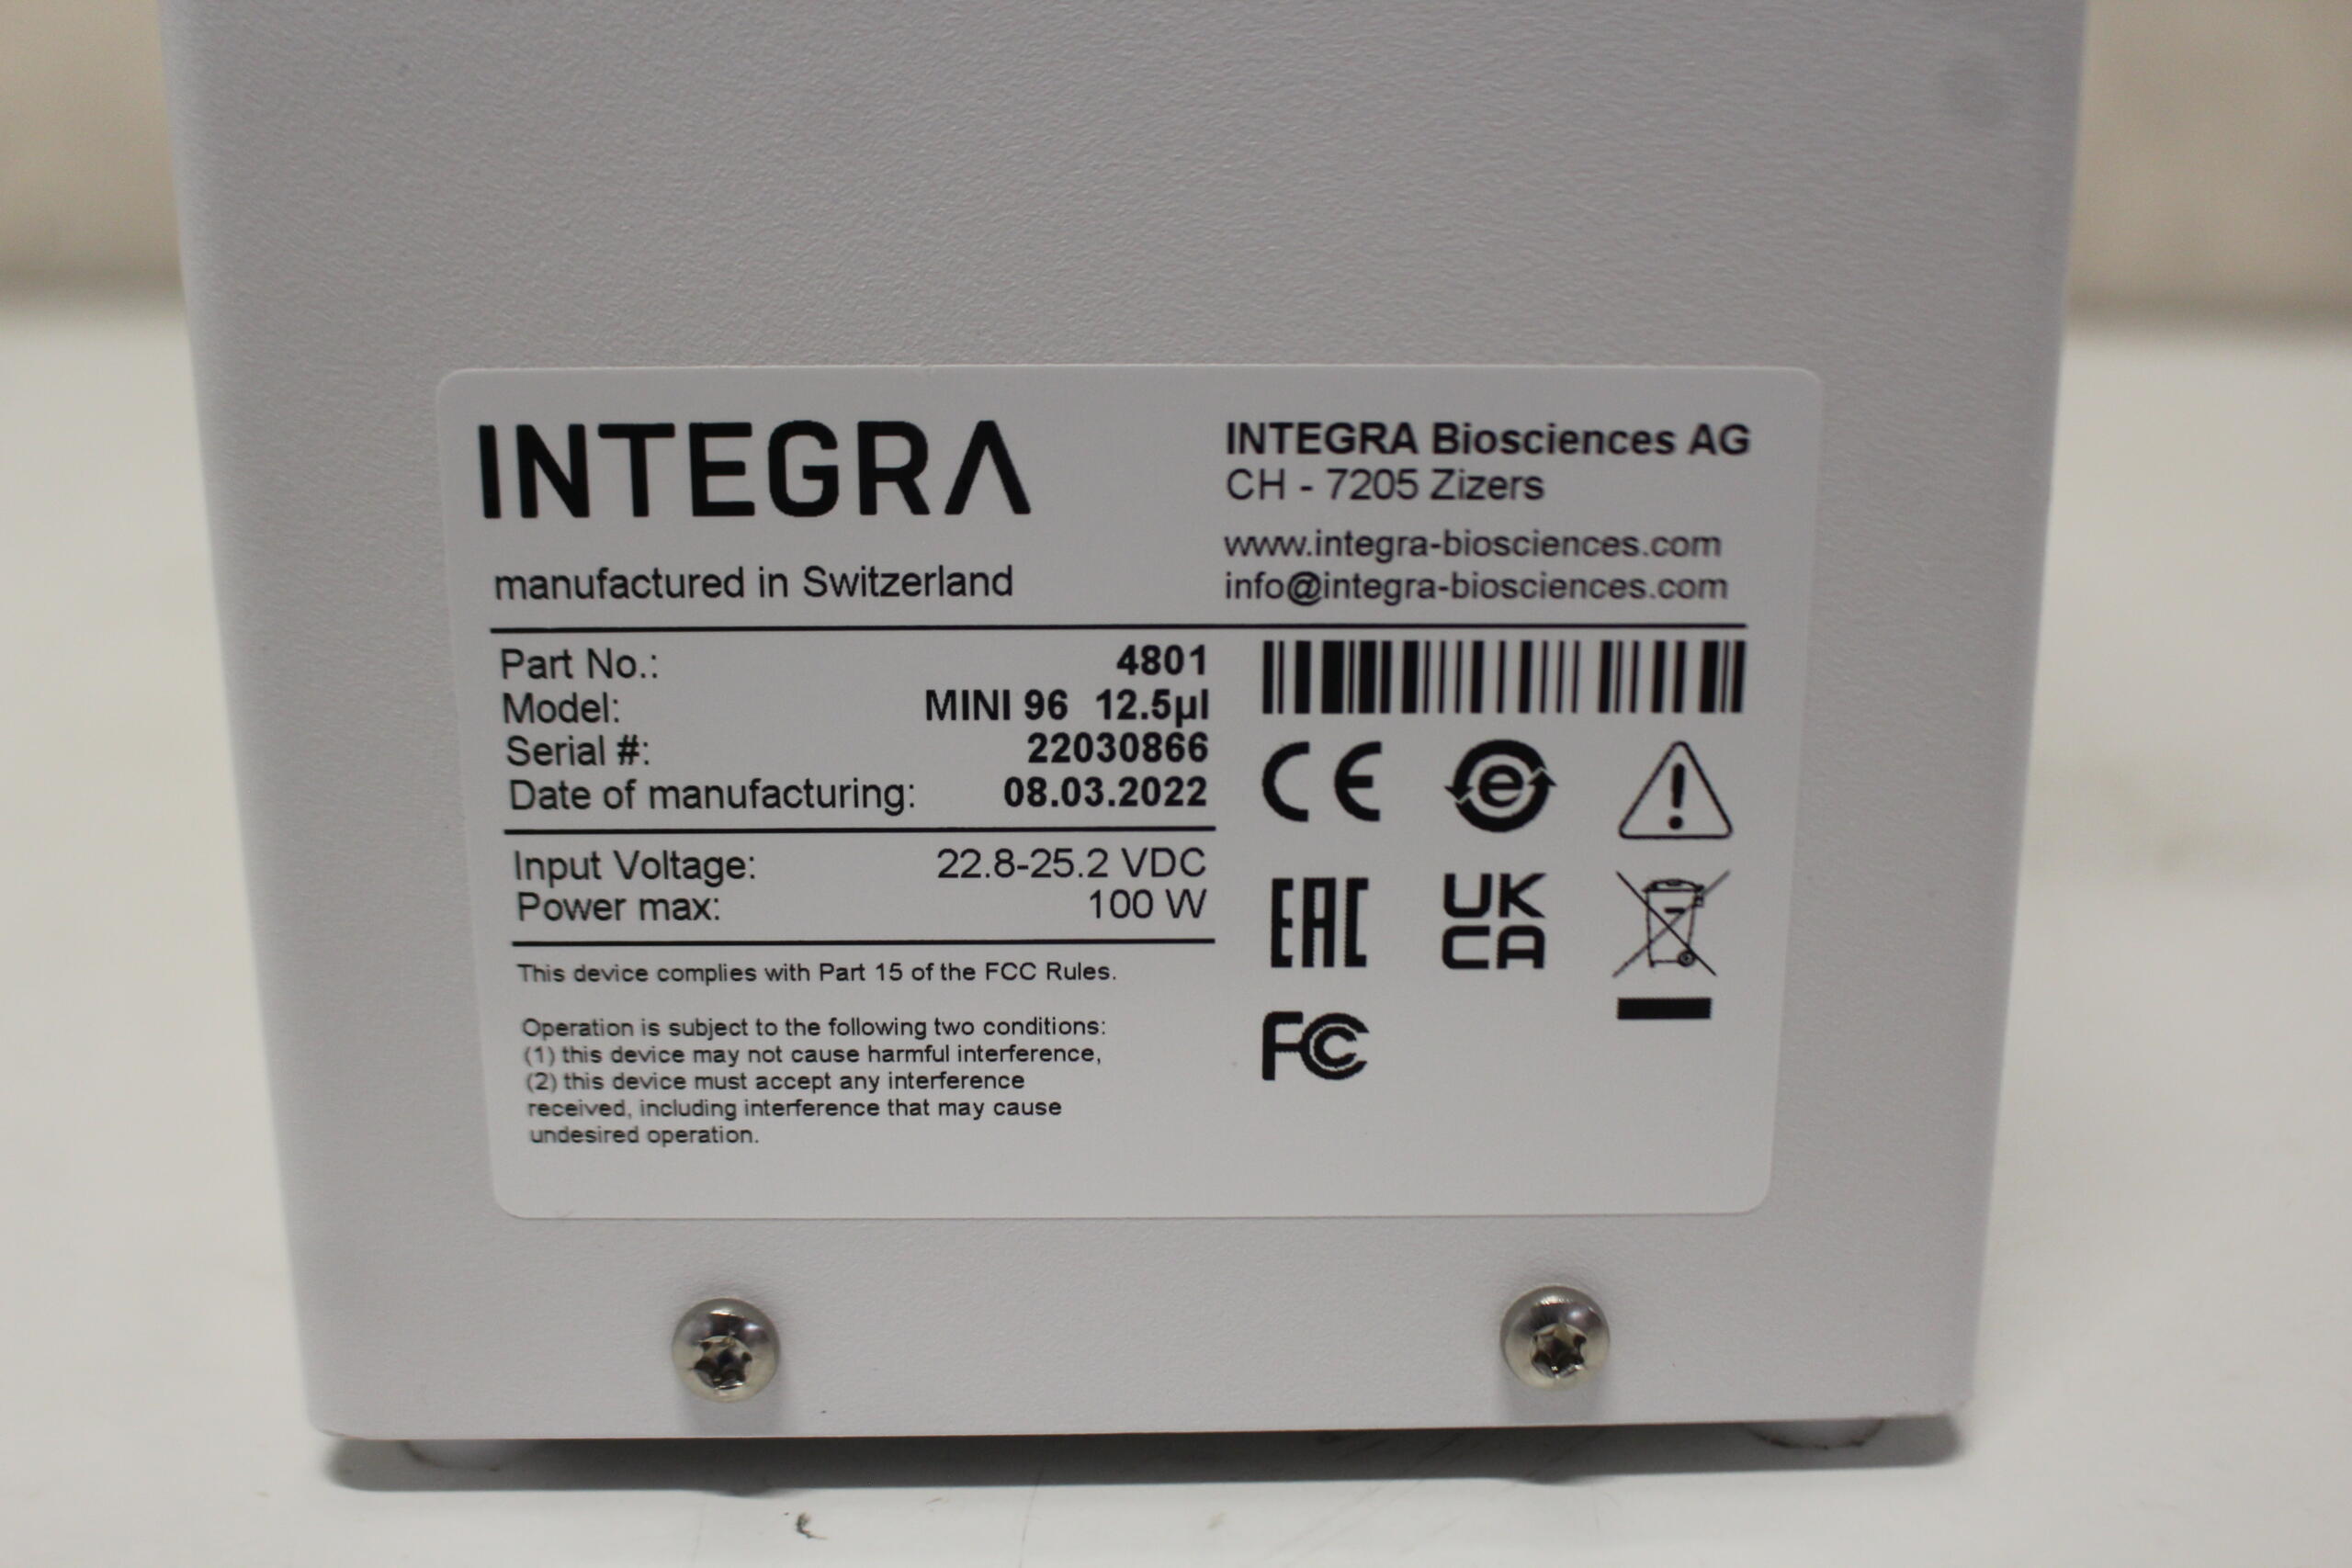 INTEGRA
manufactured in Switzerland
INTEGRA Biosciences AG
CH - 7205 Zizers
www.integra-biosciences.com
info@integra-biosciences.com
Part No.: 4801
Model: MINI 96 12.5µl
Serial #: 22030866
Date of manufacturing: 08.03.2022
Input Voltage: 22.8-25.2 VDC
Power max: 100 W
This device complies with Part 15 of the FCC Rules.
Operation is subject to the following two conditions:
(1) this device may not cause harmful interference,
(2) this device must accept any interference
received, including interference that may cause
undesired operation.
CE
e
EAC
UK
CA
FC